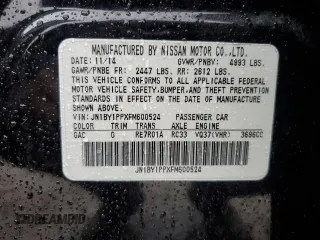 MANUFACTURED BY NISSAN MOTOR CO.,LTD.
DATE: 11/14 GVWR/PNBV: 4993 LBS.
GAWR/PNBE FR: 2447 LBS. RR: 2612 LBS.
THIS VEHICLE CONFORMS TO ALL APPLICABLE FEDERAL
MOTOR VEHICLE SAFETY,BUMPER,AND THEFT PREVENTION
STANDARDS IN EFFECT ON THE DATE OF MANUFACTURE
SHOWN ABOVE.
VIN: JN1BY1PPXFM600524 PASSENGER CAR
COLOR TRIM TRANS AXLE ENGINE
GAC G RE7R01A RC33 VQ37(VHR) 3696CC
JN1BY1PPXFM600524